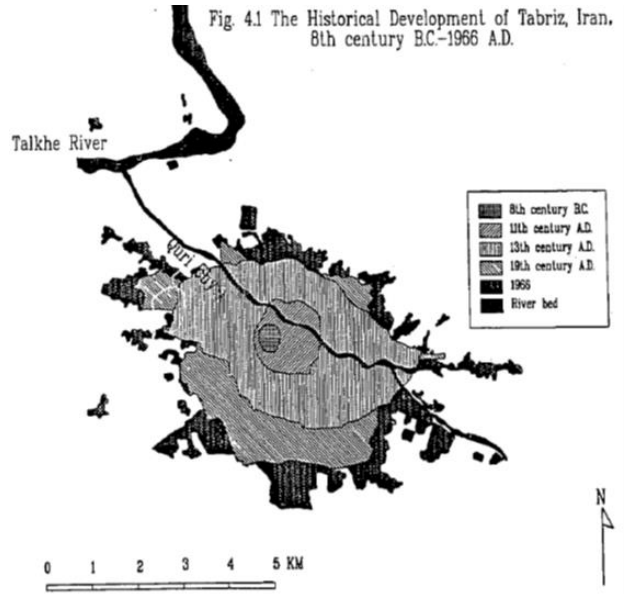 Fig. 4.1 The Historical Development of Tabriz, Iran,
8th century B.C.-1966 A.D.
Talkhe River
Quri
8th century B.C.
11th century A.D.
13th century A.D.
19th century A.D.
1966
River bed
N
0 1 2 3 4 5 KM